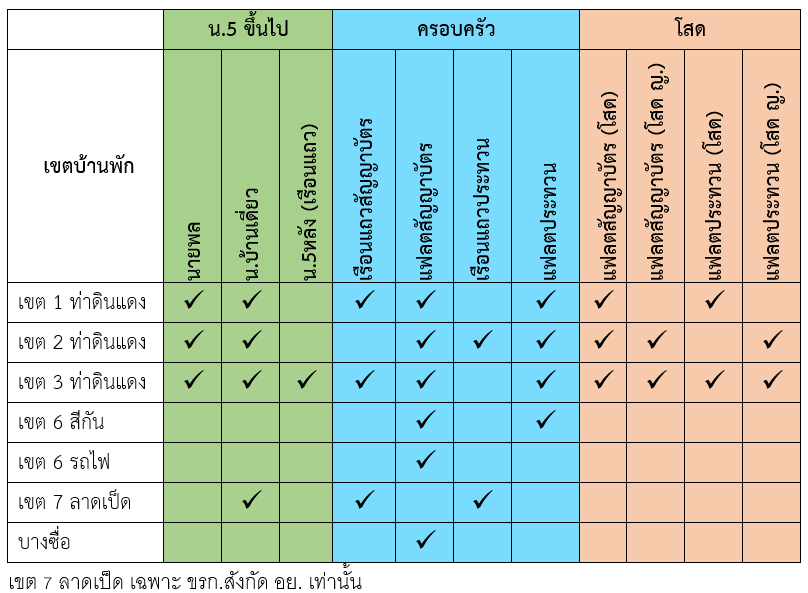 น.5 ขึ้นไป ครอบครัว โสด
เขตบ้านพัก นายพล น.บ้านเดี่ยว น.5หลัง (เรือนแถว) เรือนแถวสัญญาบัตร แฟลตสัญญาบัตร เรือนแถวประทวน แฟลตประทวน แฟลตสัญญาบัตร (โสด) แฟลตสัญญาบัตร (โสด ญ.) แฟลตประทวน (โสด) แฟลตประทวน (โสด ญ.)
เขต 1 ท่าดินแดง ✓ ✓ ✓ ✓ ✓ ✓ ✓
เขต 2 ท่าดินแดง ✓ ✓ ✓ ✓ ✓ ✓ ✓ ✓
เขต 3 ท่าดินแดง ✓ ✓ ✓ ✓ ✓ ✓ ✓ ✓ ✓ ✓
เขต 6 สีกัน ✓ ✓
เขต 6 รถไฟ ✓
เขต 7 ลาดเป็ด ✓ ✓ ✓
บางซื่อ ✓
เขต 7 ลาดเป็ด เฉพาะ ขรก.สังกัด อย. เท่านั้น